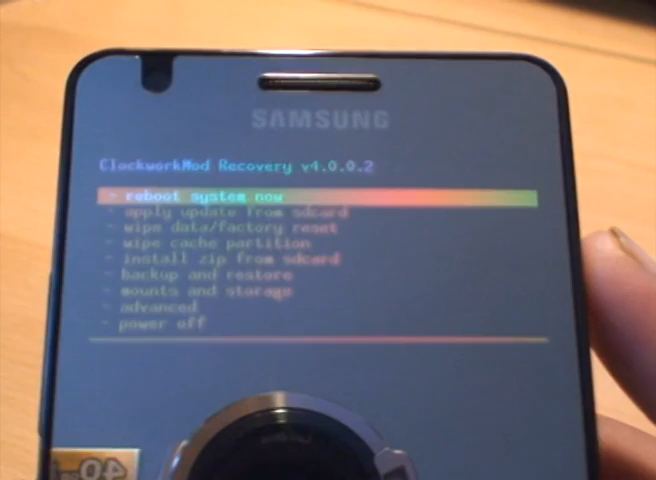 SAMSUNG
ClockworkMod Recovery v4.0.0.2
- reboot system now
- apply update from sdcard
- wipe data/factory reset
- wipe cache partition
- install zip from sdcard
- backup and restore
- mounts and storage
- advanced
- power off
40